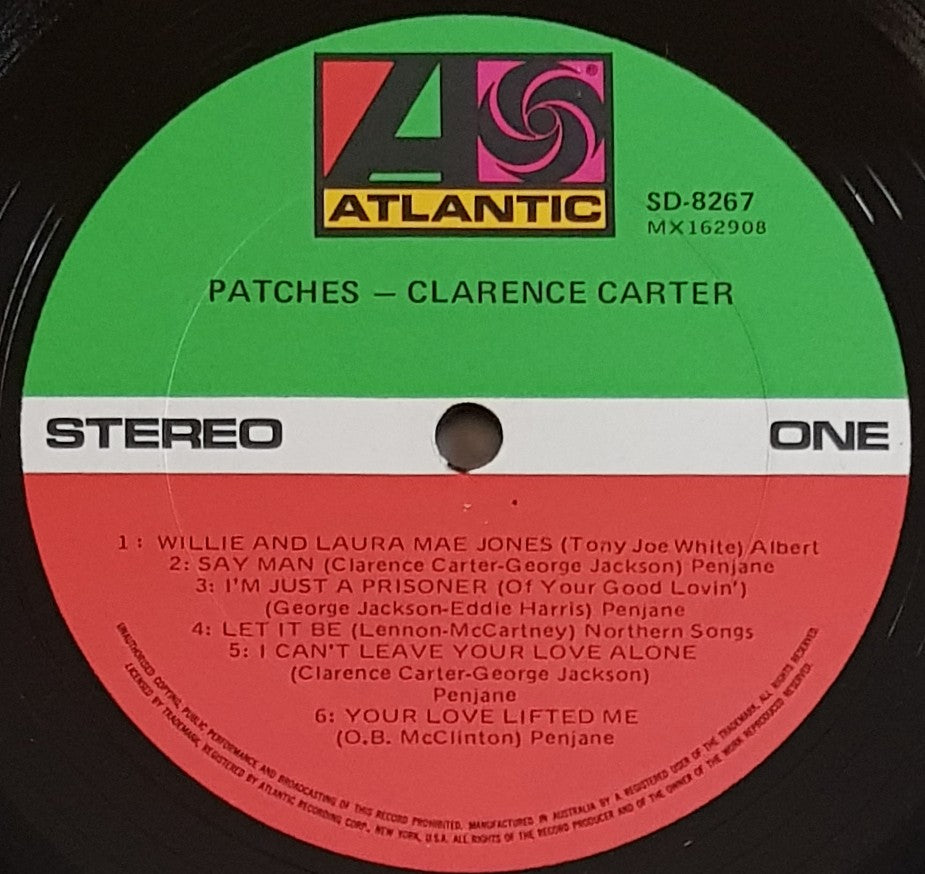 ATLANTIC
SD-8267
MX162908
PATCHES – CLARENCE CARTER
STEREO
ONE
1: WILLIE AND LAURA MAE JONES (Tony Joe White) Albert
2: SAY MAN (Clarence Carter-George Jackson) Penjane
3: I'M JUST A PRISONER (Of Your Good Lovin')
(George Jackson-Eddie Harris) Penjane
4: LET IT BE (Lennon-McCartney) Northern Songs
5: I CAN'T LEAVE YOUR LOVE ALONE
(Clarence Carter-George Jackson)
Penjane
6: YOUR LOVE LIFTED ME
(O.B. McClinton) Penjane
UNAUTHORISED COPYING, PUBLIC PERFORMANCE AND BROADCASTING OF THIS RECORD PROHIBITED. MANUFACTURED IN AUSTRALIA BY A REGISTERED USER OF THE TRADEMARK, ALL RIGHTS RESERVED.
LICENSED BY TRADEMARK, REGISTERED BY ATLANTIC RECORDING CORP., NEW YORK, U.S.A. ALL RIGHTS OF THE RECORD PRODUCER AND OF THE OWNER OF THE WORK REPRODUCED RESERVED.